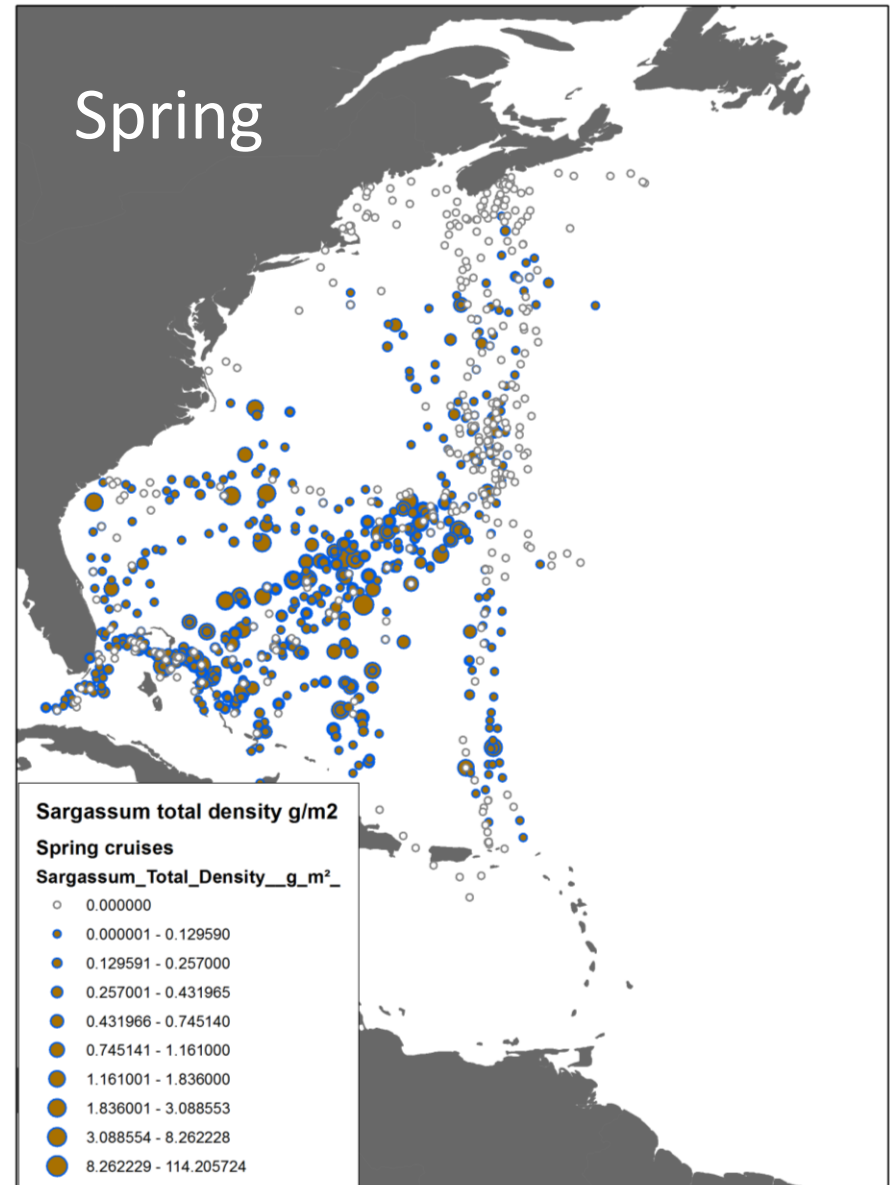 Spring
Sargassum total density g/m2
Spring cruises
Sargassum_Total_Density__g_m²_
0.000000
0.000001 - 0.129590
0.129591 - 0.257000
0.257001 - 0.431965
0.431966 - 0.745140
0.745141 - 1.161000
1.161001 - 1.836000
1.836001 - 3.088553
3.088554 - 8.262228
8.262229 - 114.205724